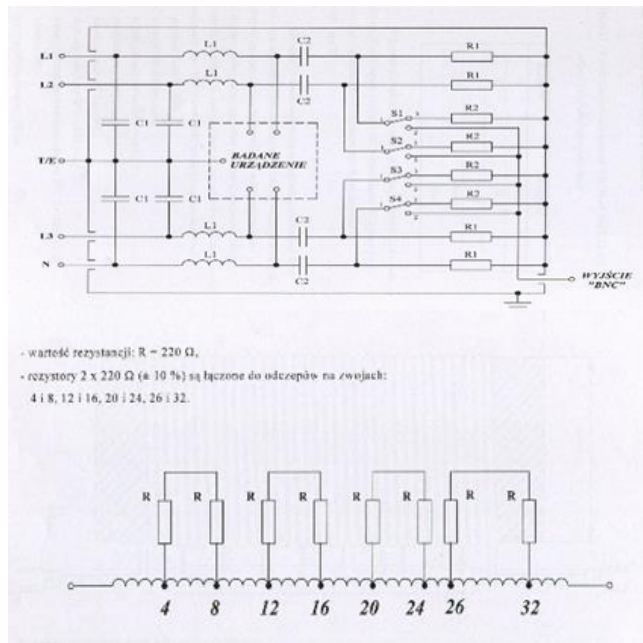 L1 C2 R1
L1
L2 R1
C2
L1
S1 R2
C1 C1
S2 R2
BADANE
T/E URZĄDZENIE
S3 R2
C1 C1
S4 R2
L3 L1 C2 R1
N L1 R1
C2
WYJŚCIE
"BNC"
- wartość rezystancji: R = 220 Ω,
- rezystory 2 x 220 Ω (± 10 %) są łączone do odczepów na zwojach:
4 i 8, 12 i 16, 20 i 24, 26 i 32.
R R R R R R R R
4 8 12 16 20 24 26 32